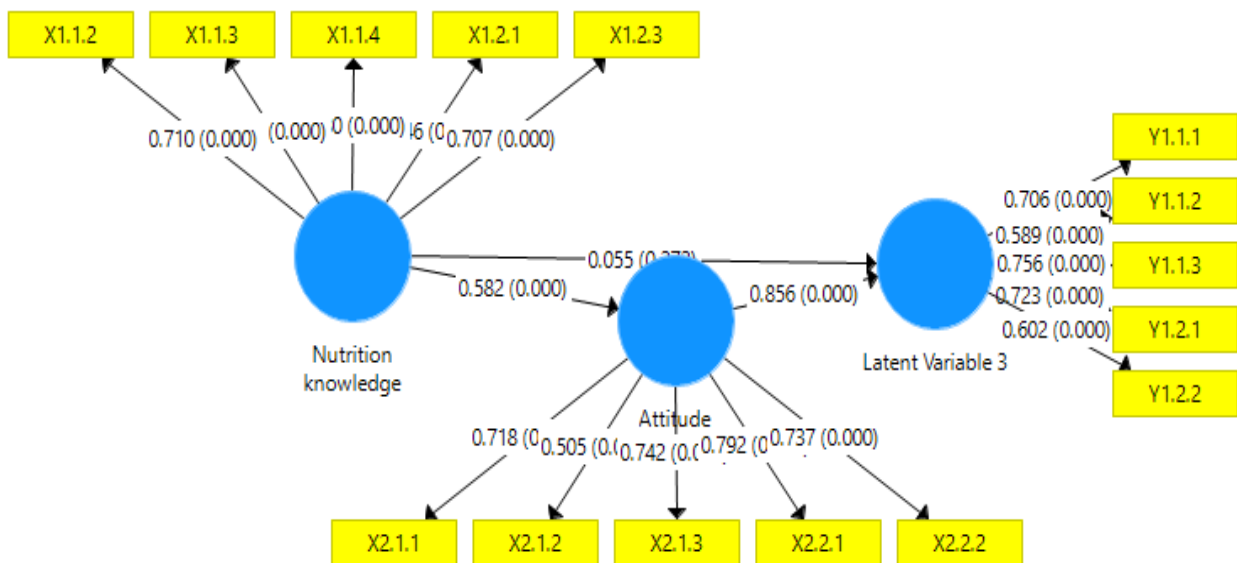 X1.1.2 X1.1.3 X1.1.4 X1.2.1 X1.2.3
0.710 (0.000) (0.000) (0.000) 0.707 (0.000)
Y1.1.1
Y1.1.2
Y1.1.3
Y1.2.1
Y1.2.2
0.706 (0.000)
0.589 (0.000)
0.756 (0.000)
0.723 (0.000)
0.602 (0.000)
0.055
0.582 (0.000)
0.856 (0.000)
Nutrition
knowledge
Latent Variable 3
Attitude
0.718 0.505 0.742 0.792 0.737 (0.000)
X2.1.1 X2.1.2 X2.1.3 X2.2.1 X2.2.2